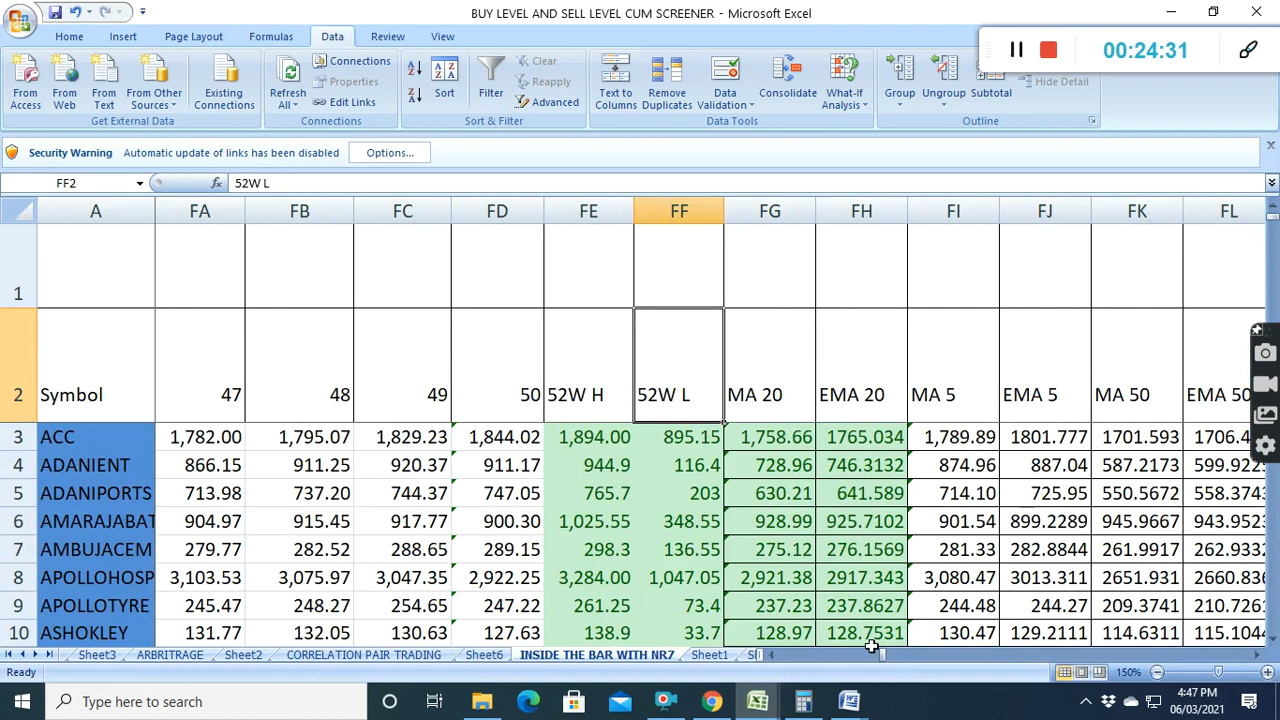 BUY LEVEL AND SELL LEVEL CUM SCREENER - Microsoft Excel
Home Insert Page Layout Formulas Data Review View
00:24:31
From Access
From Web
From Text
From Other Sources
Existing Connections
Get External Data
Refresh All
Connections
Properties
Edit Links
Connections
Sort
Filter
Clear
Reapply
Advanced
Sort & Filter
Text to Columns
Remove Duplicates
Data Validation
Consolidate
What-If Analysis
Data Tools
Group
Ungroup
Subtotal
Hide Detail
Outline
Security Warning Automatic update of links has been disabled Options...
FF2 fx 52W L
A FA FB FC FD FE FF FG FH FI FJ FK FL
1
2 Symbol 47 48 49 50 52W H 52W L MA 20 EMA 20 MA 5 EMA 5 MA 50 EMA 50
3 ACC 1,782.00 1,795.07 1,829.23 1,844.02 1,894.00 895.15 1,758.66 1765.034 1,789.89 1801.777 1701.593 1706.4
4 ADANIENT 866.15 911.25 920.37 911.17 944.9 116.4 728.96 746.3132 874.96 887.04 587.2173 599.922
5 ADANIPORTS 713.98 737.20 744.37 747.05 765.7 203 630.21 641.589 714.10 725.95 550.5672 558.374
6 AMARAJABAT 904.97 915.45 917.77 900.30 1,025.55 348.55 928.99 925.7102 901.54 899.2289 945.9667 943.952
7 AMBUJACEM 279.77 282.52 288.65 289.15 298.3 136.55 275.12 276.1569 281.33 282.8844 261.9917 262.933
8 APOLLOHOSP 3,103.53 3,075.97 3,047.35 2,922.25 3,284.00 1,047.05 2,921.38 2917.343 3,080.47 3013.311 2651.931 2660.836
9 APOLLOTYRE 245.47 248.27 254.65 247.22 261.25 73.4 237.23 237.8627 244.48 244.27 209.3741 210.726
10 ASHOKLEY 131.77 132.05 130.63 127.63 138.9 33.7 128.97 128.7531 130.47 129.2111 114.6311 115.104
Sheet3 ARBRITRAGE Sheet2 CORRELATION PAIR TRADING Sheet6 INSIDE THE BAR WITH NR7 Sheet1
Ready 150%
Type here to search
4:47 PM
06/03/2021